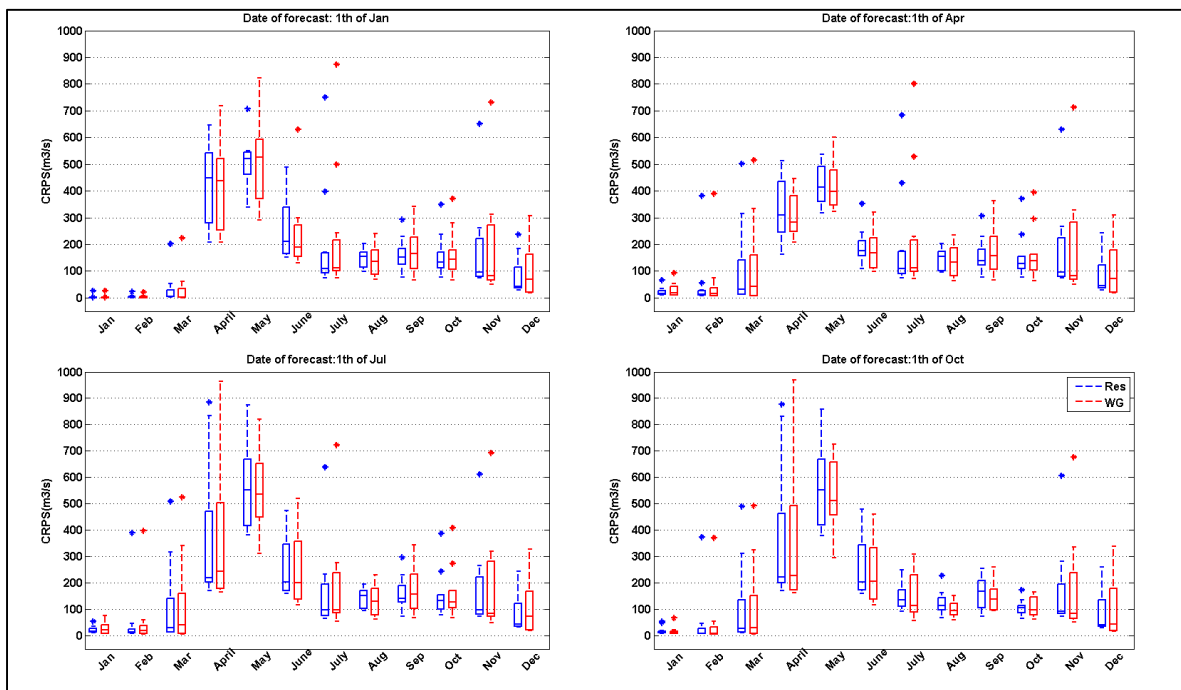 Date of forecast: 1th of Jan
CRPS(m3/s)
1000
900
800
700
600
500
400
300
200
100
0
Jan
Feb
Mar
April
May
June
July
Aug
Sep
Oct
Nov
Dec
Date of forecast:1th of Apr
CRPS(m3/s)
1000
900
800
700
600
500
400
300
200
100
0
Jan
Feb
Mar
April
May
June
July
Aug
Sep
Oct
Nov
Dec
Date of forecast:1th of Jul
CRPS(m3/s)
1000
900
800
700
600
500
400
300
200
100
0
Jan
Feb
Mar
April
May
June
July
Aug
Sep
Oct
Nov
Dec
Date of forecast:1th of Oct
CRPS(m3/s)
1000
900
800
700
600
500
400
300
200
100
0
Res
WG
Jan
Feb
Mar
April
May
June
July
Aug
Sep
Oct
Nov
Dec